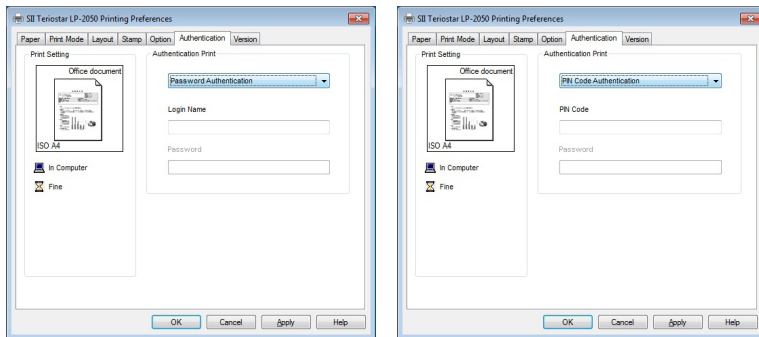 SII Teriostar LP-2050 Printing Preferences
Paper Print Mode Layout Stamp Option Authentication Version
Print Setting
Office document
ISO A4
In Computer
Fine
Authentication Print
Password Authentication
Login Name
Password
OK Cancel Apply Help
SII Teriostar LP-2050 Printing Preferences
Paper Print Mode Layout Stamp Option Authentication Version
Print Setting
Office document
ISO A4
In Computer
Fine
Authentication Print
PIN Code Authentication
PIN Code
Password
OK Cancel Apply Help